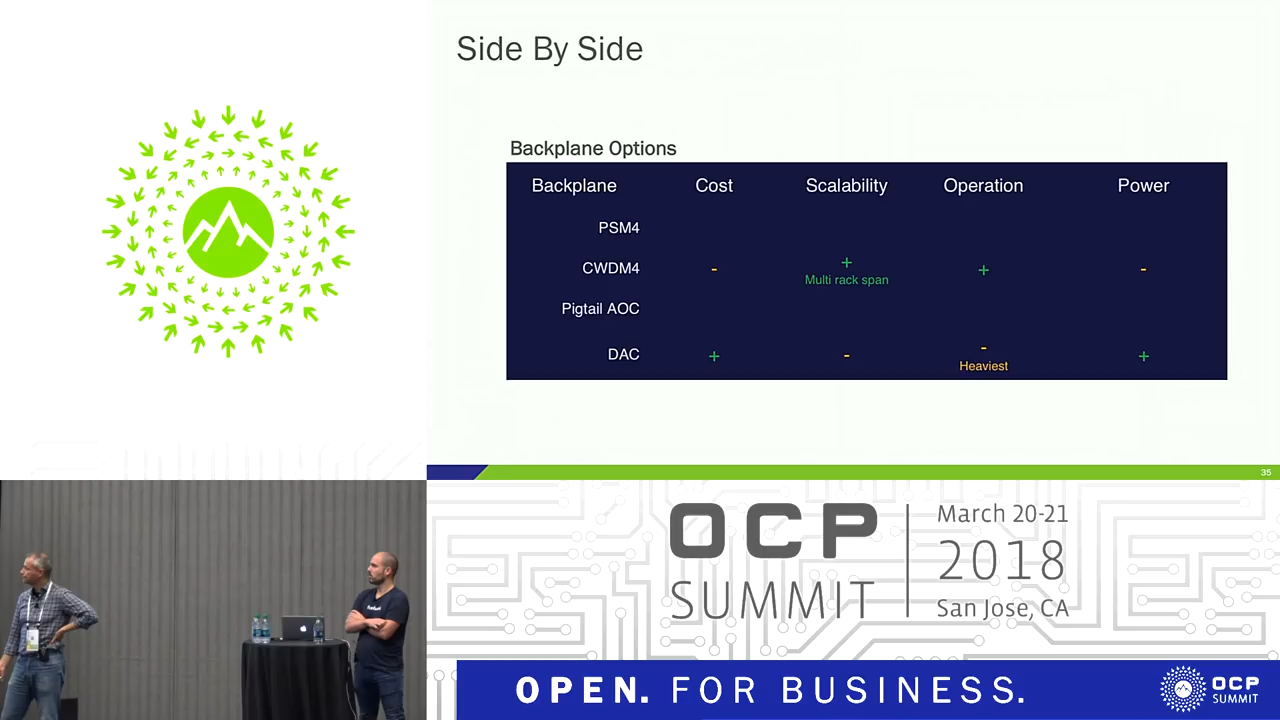 Side By Side
Backplane Options
Backplane Cost Scalability Operation Power
PSM4
CWDM4 - + + -
Multi rack span
Pigtail AOC
DAC + - - +
Heaviest
35
OCP
SUMMIT
March 20-21
2018
San Jose, CA
OPEN. FOR BUSINESS.
OCP
SUMMIT